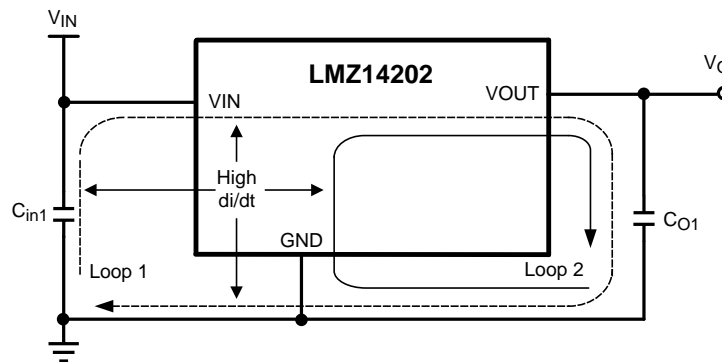 VIN
LMZ14202
VIN
VOUT
High
di/dt
Cin1
CO1
GND
Loop 1
Loop 2